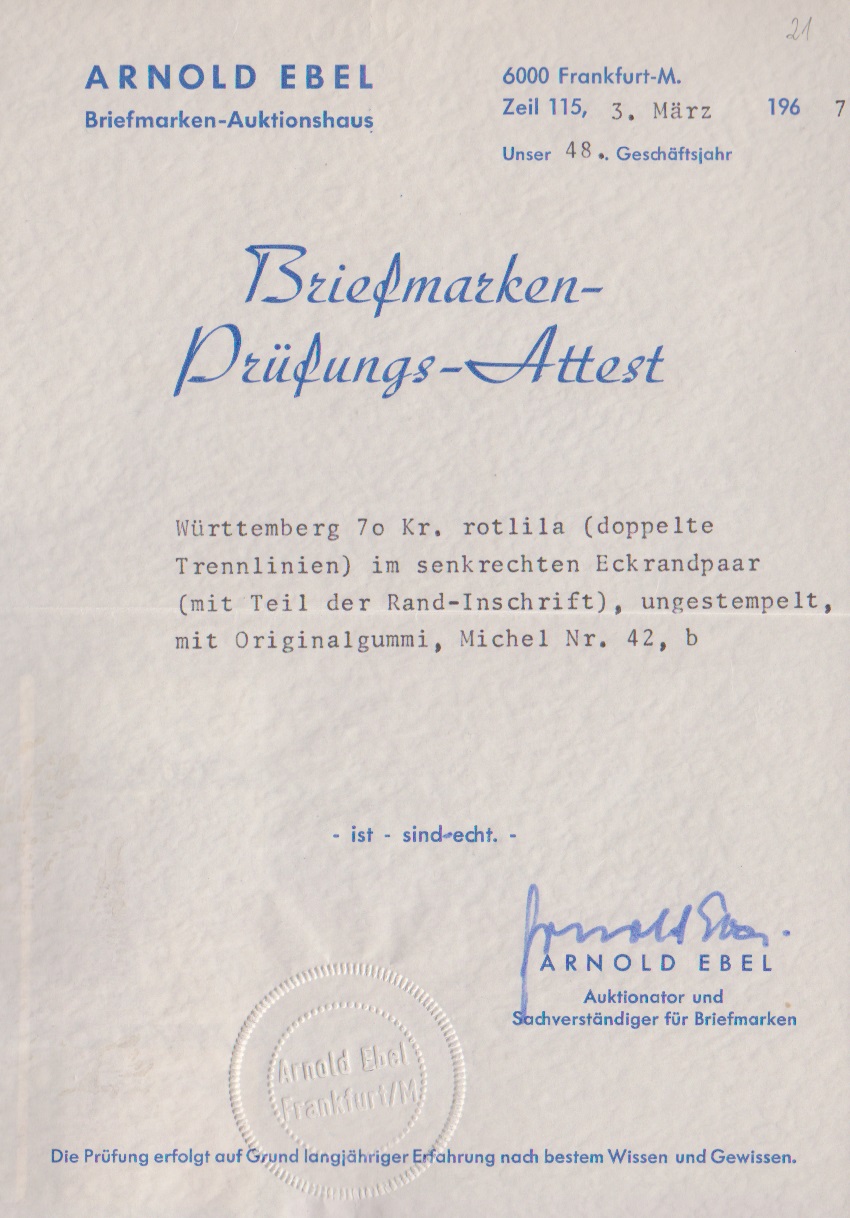 21
ARNOLD EBEL
Briefmarken-Auktionshaus
6000 Frankfurt-M.
Zeil 115, 3. März 196 7
Unser 48.. Geschäftsjahr
Briefmarken-
Prüfungs-Attest
Württemberg 7o Kr. rotlila (doppelte
Trennlinien) im senkrechten Eckrandpaar
(mit Teil der Rand-Inschrift), ungestempelt,
mit Originalgummi, Michel Nr. 42, b
- ist - sind echt. -
Arnold Ebel.
ARNOLD EBEL
Auktionator und
Sachverständiger für Briefmarken
Arnold Ebel
Frankfurt/M
Die Prüfung erfolgt auf Grund langjähriger Erfahrung nach bestem Wissen und Gewissen.